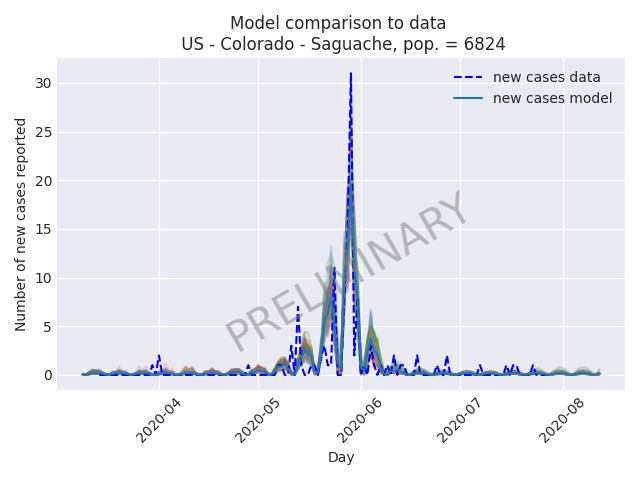 Model comparison to data
US - Colorado - Saguache, pop. = 6824
Number of new cases reported
30
25
20
15
10
5
0
new cases data
new cases model
PRELIMINARY
2020-04
2020-05
2020-06
2020-07
2020-08
Day